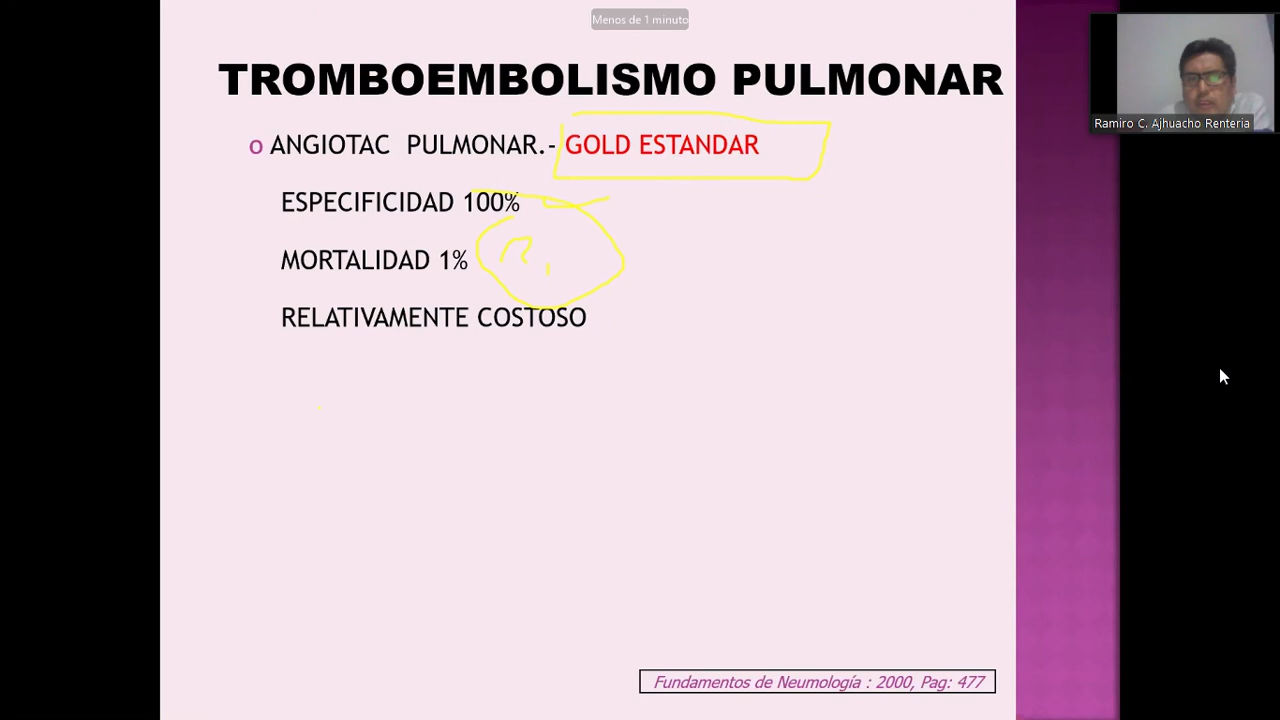 Menos de 1 minuto
TROMBOEMBOLISMO PULMONAR
o ANGIOTAC PULMONAR.- GOLD ESTANDAR
ESPECIFICIDAD 100%
MORTALIDAD 1%
RELATIVAMENTE COSTOSO
Fundamentos de Neumología : 2000, Pag: 477
Ramiro C. Ajhuacho Renteria